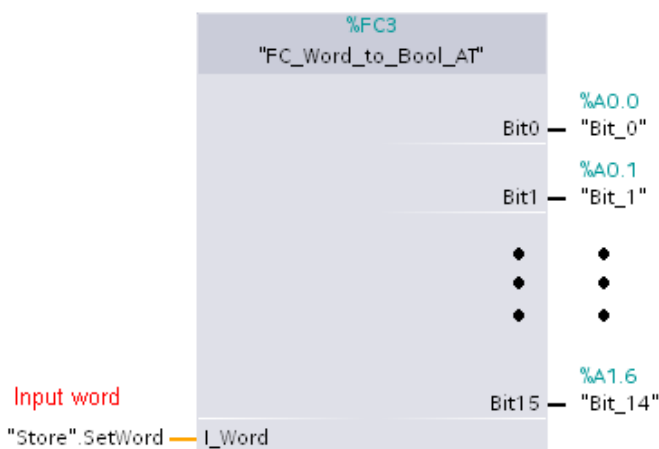 %FC3
"FC_Word_to_Bool_AT"
%A0.0
Bit0 "Bit_0"
%A0.1
Bit1 "Bit_1"
%A1.6
Input word
Bit15 "Bit_14"
"Store".SetWord I_Word